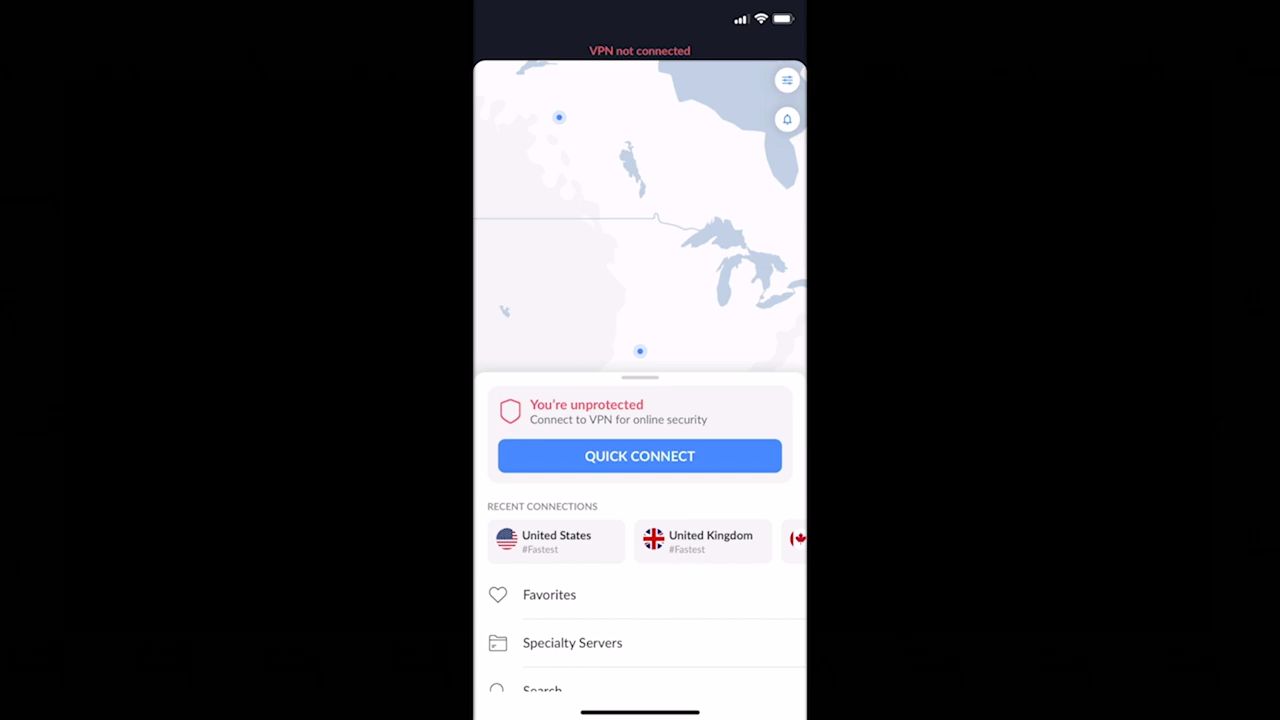 VPN not connected
You're unprotected
Connect to VPN for online security
QUICK CONNECT
RECENT CONNECTIONS
United States
#Fastest
United Kingdom
#Fastest
Favorites
Specialty Servers
Search